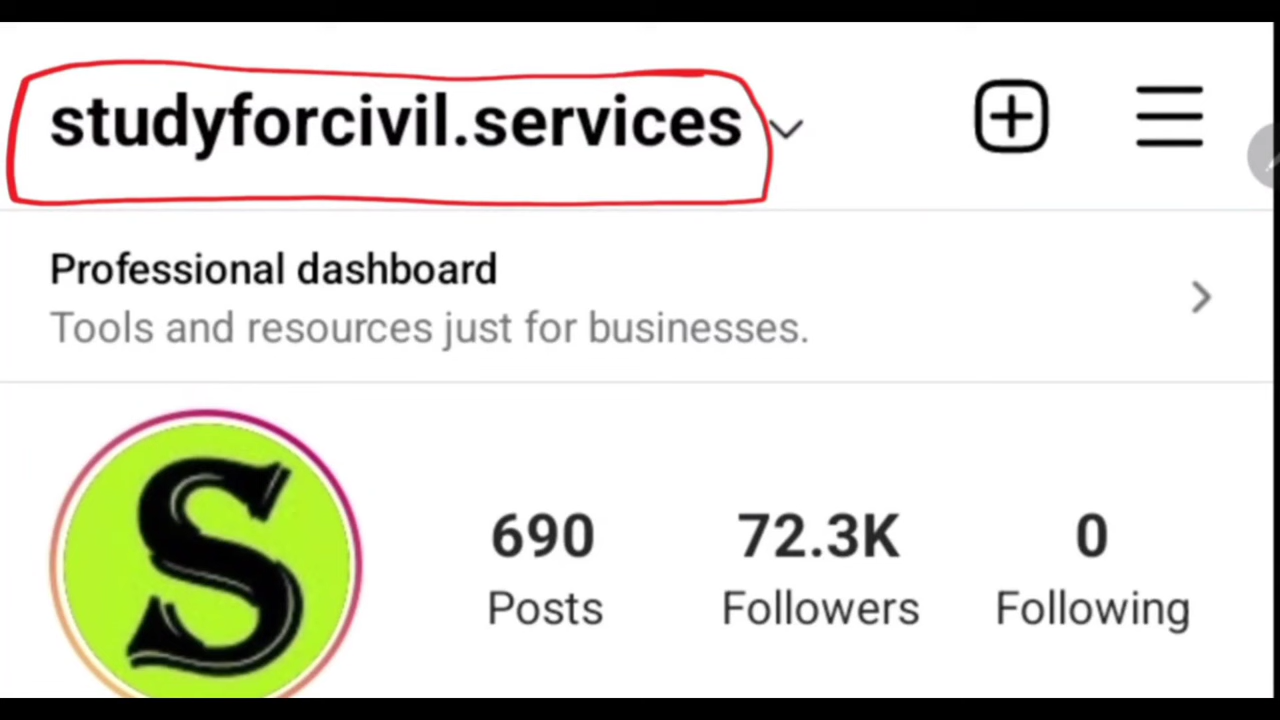 studyforcivil.services
Professional dashboard
Tools and resources just for businesses.
S
690 72.3K 0
Posts Followers Following